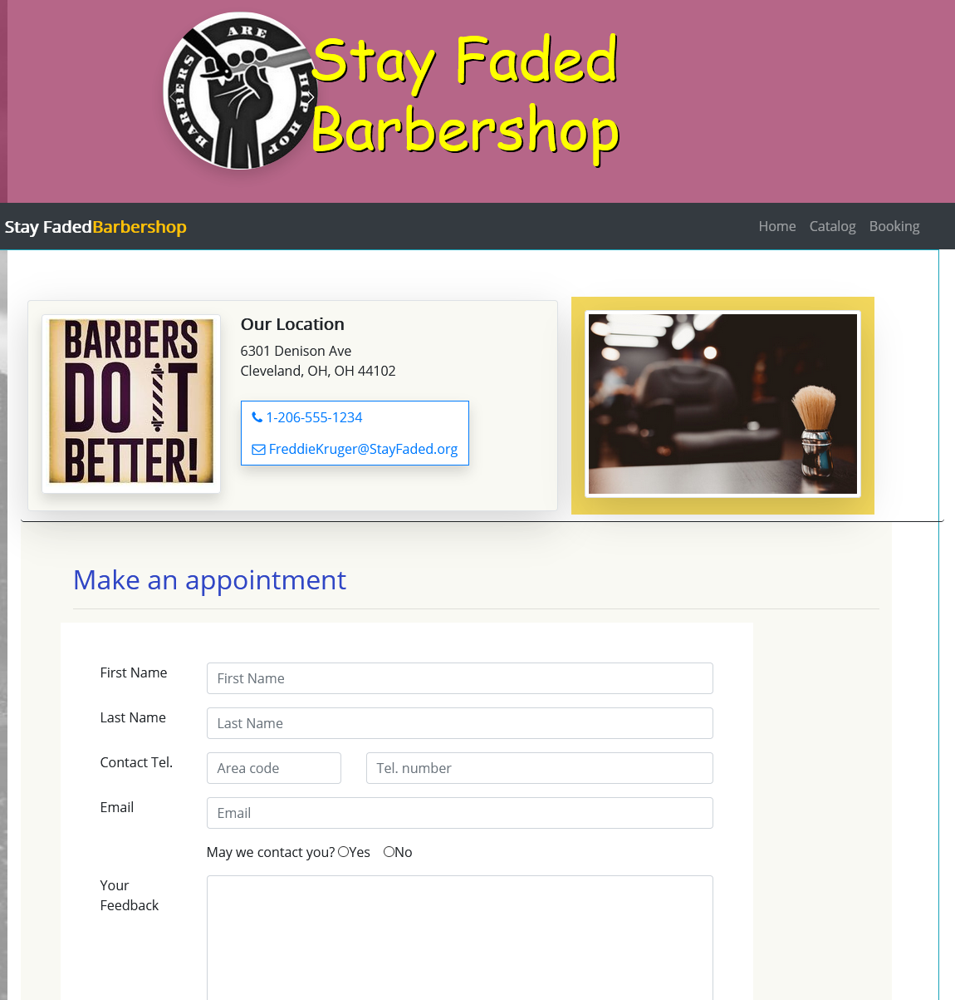 BARBERS ARE HIP HOP
Stay Faded
Barbershop
Stay FadedBarbershop
Home Catalog Booking
BARBERS
DO IT
BETTER!
Our Location
6301 Denison Ave
Cleveland, OH, OH 44102
1-206-555-1234
FreddieKruger@StayFaded.org
Make an appointment
First Name First Name
Last Name Last Name
Contact Tel. Area code Tel. number
Email Email
May we contact you? Yes No
Your
Feedback